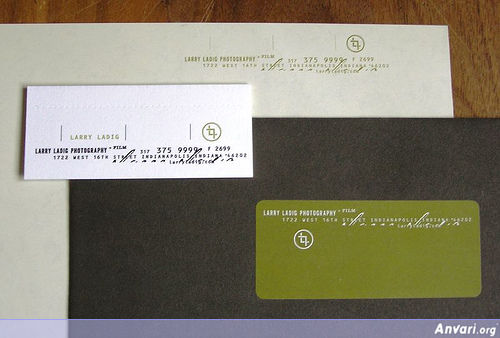 LARRY LADIG PHOTOGRAPHY + FILM 317 375 9999 F 2699
1722 WEST 16TH STREET INDIANAPOLIS INDIANA 46202
LARRY LADIG
LARRY LADIG PHOTOGRAPHY + FILM 317 375 9999 F 2699
1722 WEST 16TH STREET INDIANAPOLIS INDIANA 46202
LARRY LADIG PHOTOGRAPHY + FILM
1722 WEST 16TH STREET INDIANAPOLIS INDIANA 46202
Anvari.org